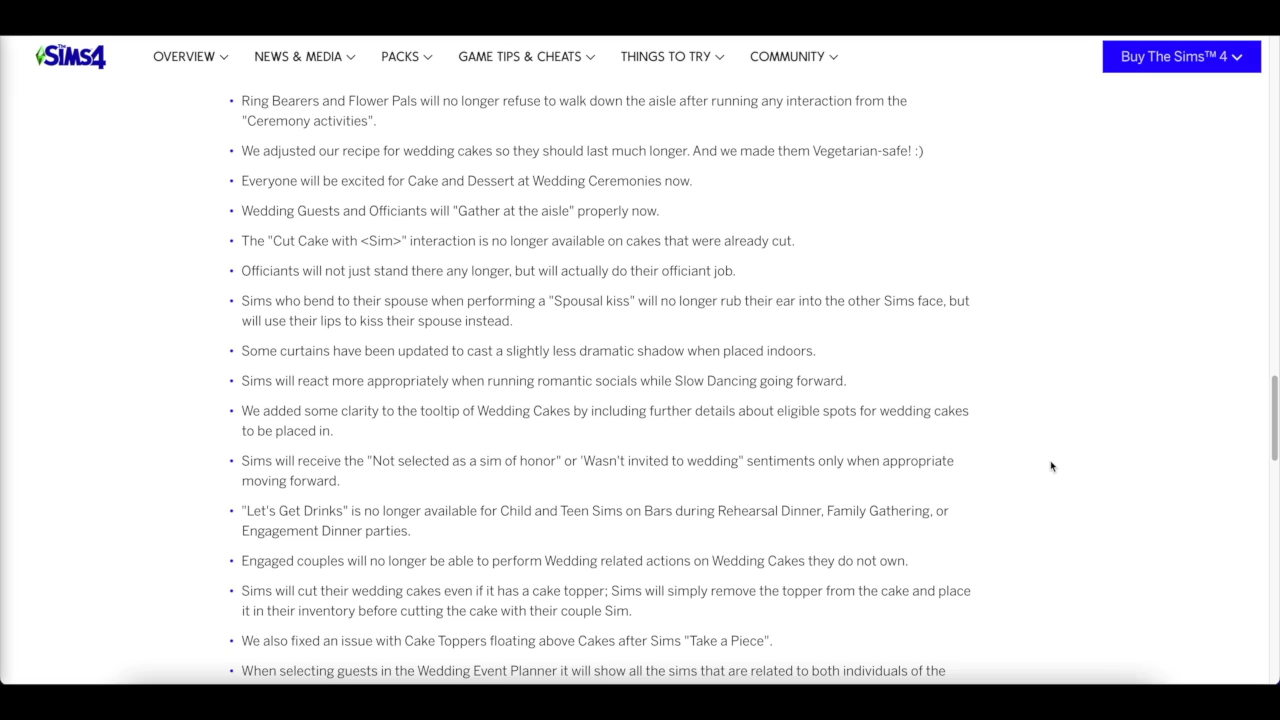 The SIMS4
OVERVIEW NEWS & MEDIA PACKS GAME TIPS & CHEATS THINGS TO TRY COMMUNITY Buy The Sims™ 4
• Ring Bearers and Flower Pals will no longer refuse to walk down the aisle after running any interaction from the
"Ceremony activities".
• We adjusted our recipe for wedding cakes so they should last much longer. And we made them Vegetarian-safe! :)
• Everyone will be excited for Cake and Dessert at Wedding Ceremonies now.
• Wedding Guests and Officiants will "Gather at the aisle" properly now.
• The "Cut Cake with <Sim>" interaction is no longer available on cakes that were already cut.
• Officiants will not just stand there any longer, but will actually do their officiant job.
• Sims who bend to their spouse when performing a "Spousal kiss" will no longer rub their ear into the other Sims face, but
will use their lips to kiss their spouse instead.
• Some curtains have been updated to cast a slightly less dramatic shadow when placed indoors.
• Sims will react more appropriately when running romantic socials while Slow Dancing going forward.
• We added some clarity to the tooltip of Wedding Cakes by including further details about eligible spots for wedding cakes
to be placed in.
• Sims will receive the "Not selected as a sim of honor" or 'Wasn't invited to wedding" sentiments only when appropriate
moving forward.
• "Let's Get Drinks" is no longer available for Child and Teen Sims on Bars during Rehearsal Dinner, Family Gathering, or
Engagement Dinner parties.
• Engaged couples will no longer be able to perform Wedding related actions on Wedding Cakes they do not own.
• Sims will cut their wedding cakes even if it has a cake topper; Sims will simply remove the topper from the cake and place
it in their inventory before cutting the cake with their couple Sim.
• We also fixed an issue with Cake Toppers floating above Cakes after Sims "Take a Piece".
• When selecting guests in the Wedding Event Planner it will show all the sims that are related to both individuals of the